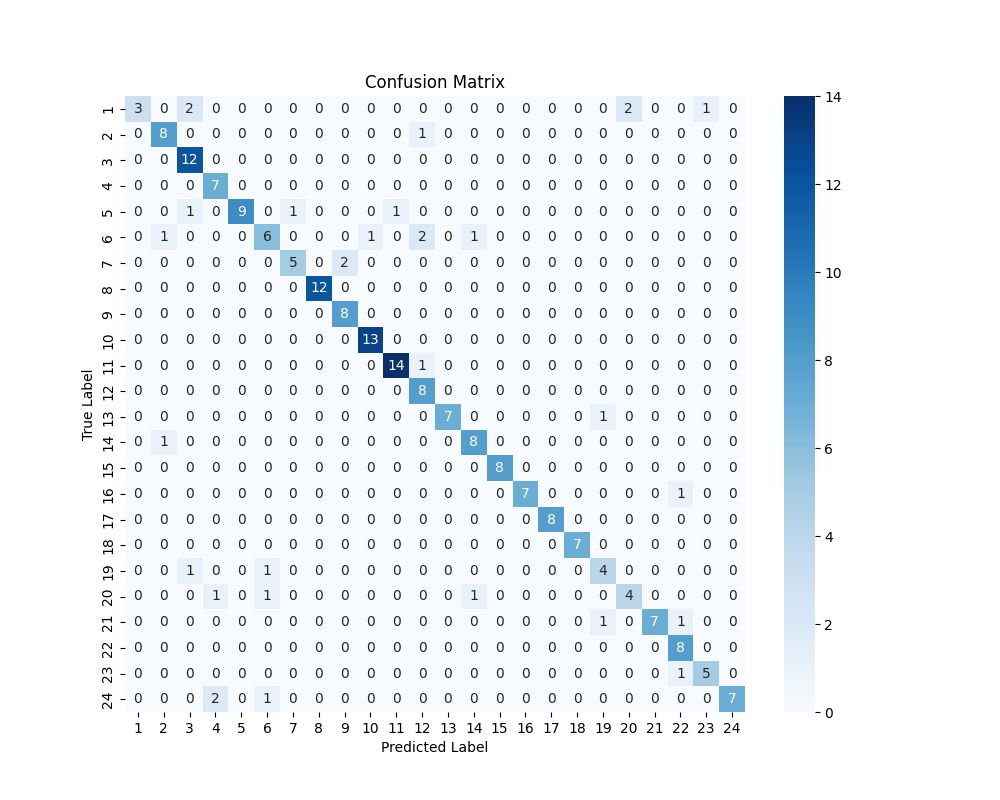 Confusion Matrix
1 3 0 2 0 0 0 0 0 0 0 0 0 0 0 0 0 0 0 0 2 0 0 1 0
2 0 8 0 0 0 0 0 0 0 0 0 1 0 0 0 0 0 0 0 0 0 0 0 0
3 0 0 12 0 0 0 0 0 0 0 0 0 0 0 0 0 0 0 0 0 0 0 0 0
4 0 0 0 7 0 0 0 0 0 0 0 0 0 0 0 0 0 0 0 0 0 0 0 0
5 0 0 1 0 9 0 1 0 0 0 1 0 0 0 0 0 0 0 0 0 0 0 0 0
6 0 1 0 0 0 6 0 0 0 1 0 2 0 1 0 0 0 0 0 0 0 0 0 0
7 0 0 0 0 0 0 5 0 2 0 0 0 0 0 0 0 0 0 0 0 0 0 0 0
8 0 0 0 0 0 0 0 12 0 0 0 0 0 0 0 0 0 0 0 0 0 0 0 0
9 0 0 0 0 0 0 0 0 8 0 0 0 0 0 0 0 0 0 0 0 0 0 0 0
10 0 0 0 0 0 0 0 0 0 13 0 0 0 0 0 0 0 0 0 0 0 0 0 0
11 0 0 0 0 0 0 0 0 0 0 14 1 0 0 0 0 0 0 0 0 0 0 0 0
12 0 0 0 0 0 0 0 0 0 0 0 8 0 0 0 0 0 0 0 0 0 0 0 0
13 0 0 0 0 0 0 0 0 0 0 0 0 7 0 0 0 0 0 1 0 0 0 0 0
14 0 1 0 0 0 0 0 0 0 0 0 0 0 8 0 0 0 0 0 0 0 0 0 0
15 0 0 0 0 0 0 0 0 0 0 0 0 0 0 8 0 0 0 0 0 0 0 0 0
16 0 0 0 0 0 0 0 0 0 0 0 0 0 0 0 7 0 0 0 0 0 1 0 0
17 0 0 0 0 0 0 0 0 0 0 0 0 0 0 0 0 8 0 0 0 0 0 0 0
18 0 0 0 0 0 0 0 0 0 0 0 0 0 0 0 0 0 7 0 0 0 0 0 0
19 0 0 1 0 0 1 0 0 0 0 0 0 0 0 0 0 0 0 4 0 0 0 0 0
20 0 0 0 1 0 1 0 0 0 0 0 0 0 1 0 0 0 0 0 4 0 0 0 0
21 0 0 0 0 0 0 0 0 0 0 0 0 0 0 0 0 0 0 1 0 7 1 0 0
22 0 0 0 0 0 0 0 0 0 0 0 0 0 0 0 0 0 0 0 0 0 8 0 0
23 0 0 0 0 0 0 0 0 0 0 0 0 0 0 0 0 0 0 0 0 0 1 5 0
24 0 0 0 2 0 1 0 0 0 0 0 0 0 0 0 0 0 0 0 0 0 0 0 7
1 2 3 4 5 6 7 8 9 10 11 12 13 14 15 16 17 18 19 20 21 22 23 24
Predicted Label
True Label
14
12
10
8
6
4
2
0